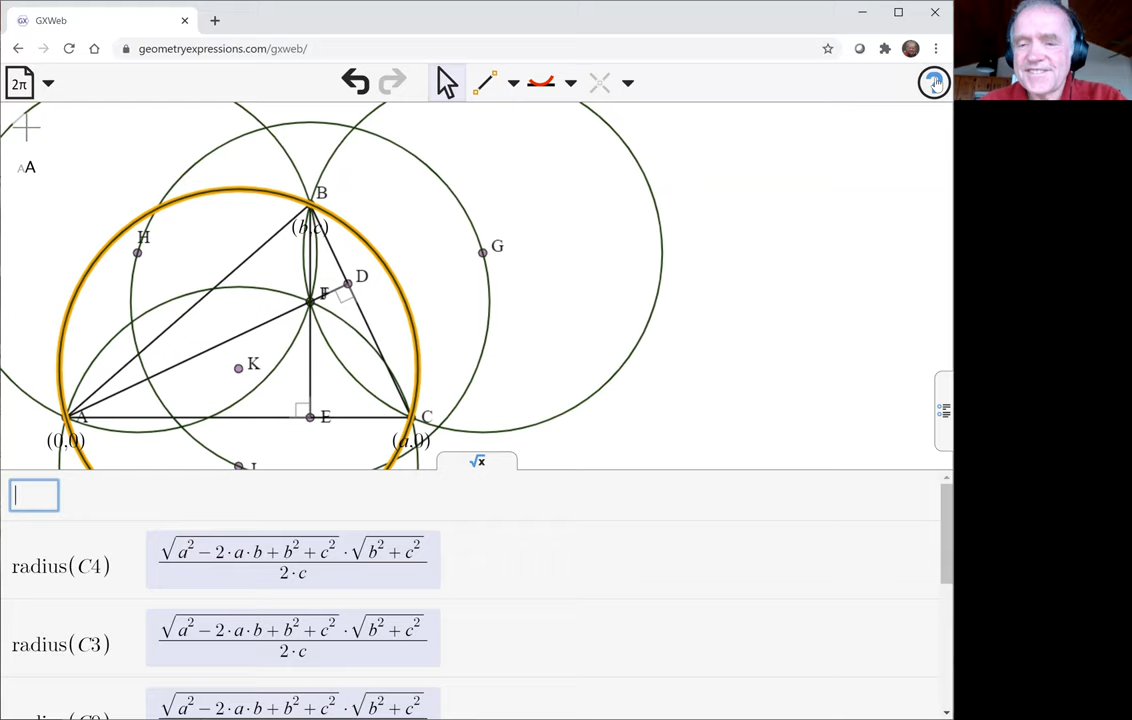 GXWeb
geometryexpressions.com/gxweb/
2π
AA
B
(b,c)
H
G
D
K
A
E
C
(0,0)
(a,0)
√x
radius(C4) √a² − 2·a·b + b² + c² · √b² + c² / 2·c
radius(C3) √a² − 2·a·b + b² + c² · √b² + c² / 2·c
√a² − 2·a·b + b² + c² · √b² + c²